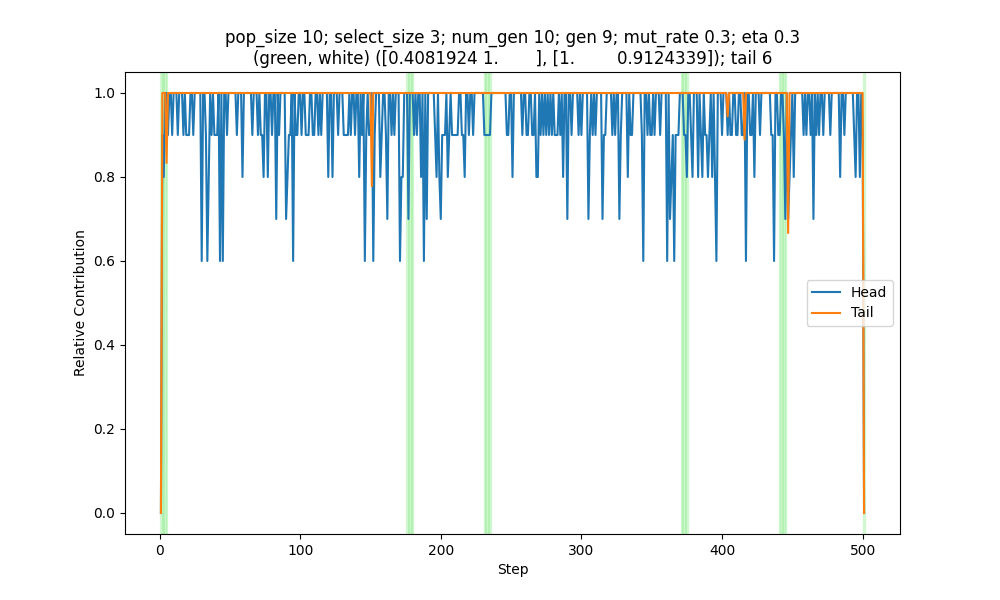 pop_size 10; select_size 3; num_gen 10; gen 9; mut_rate 0.3; eta 0.3
(green, white) ([0.4081924 1.       ], [1.        0.9124339]); tail 6
1.0
0.8
0.6
0.4
0.2
0.0
Relative Contribution
Head
Tail
0 100 200 300 400 500
Step